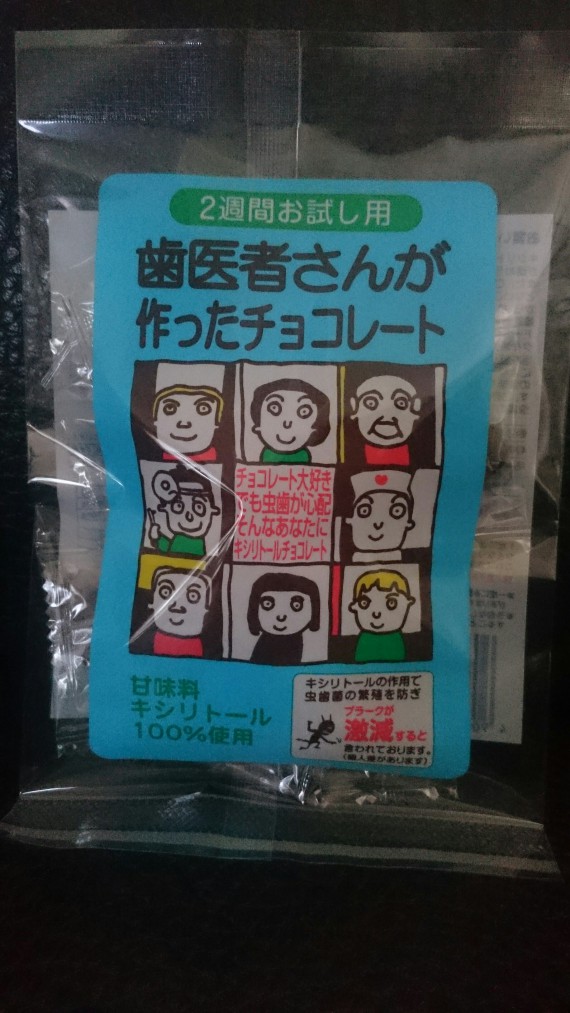 2週間お試し用
歯医者さんが
作ったチョコレート
チョコレート大好き
でも虫歯が心配
そんなあなたに
キシリトールチョコレート
甘味料
キシリトール
100%使用
キシリトールの作用で
虫歯菌の繁殖を防ぎ
プラークが
激減すると
言われております。
(個人差があります)